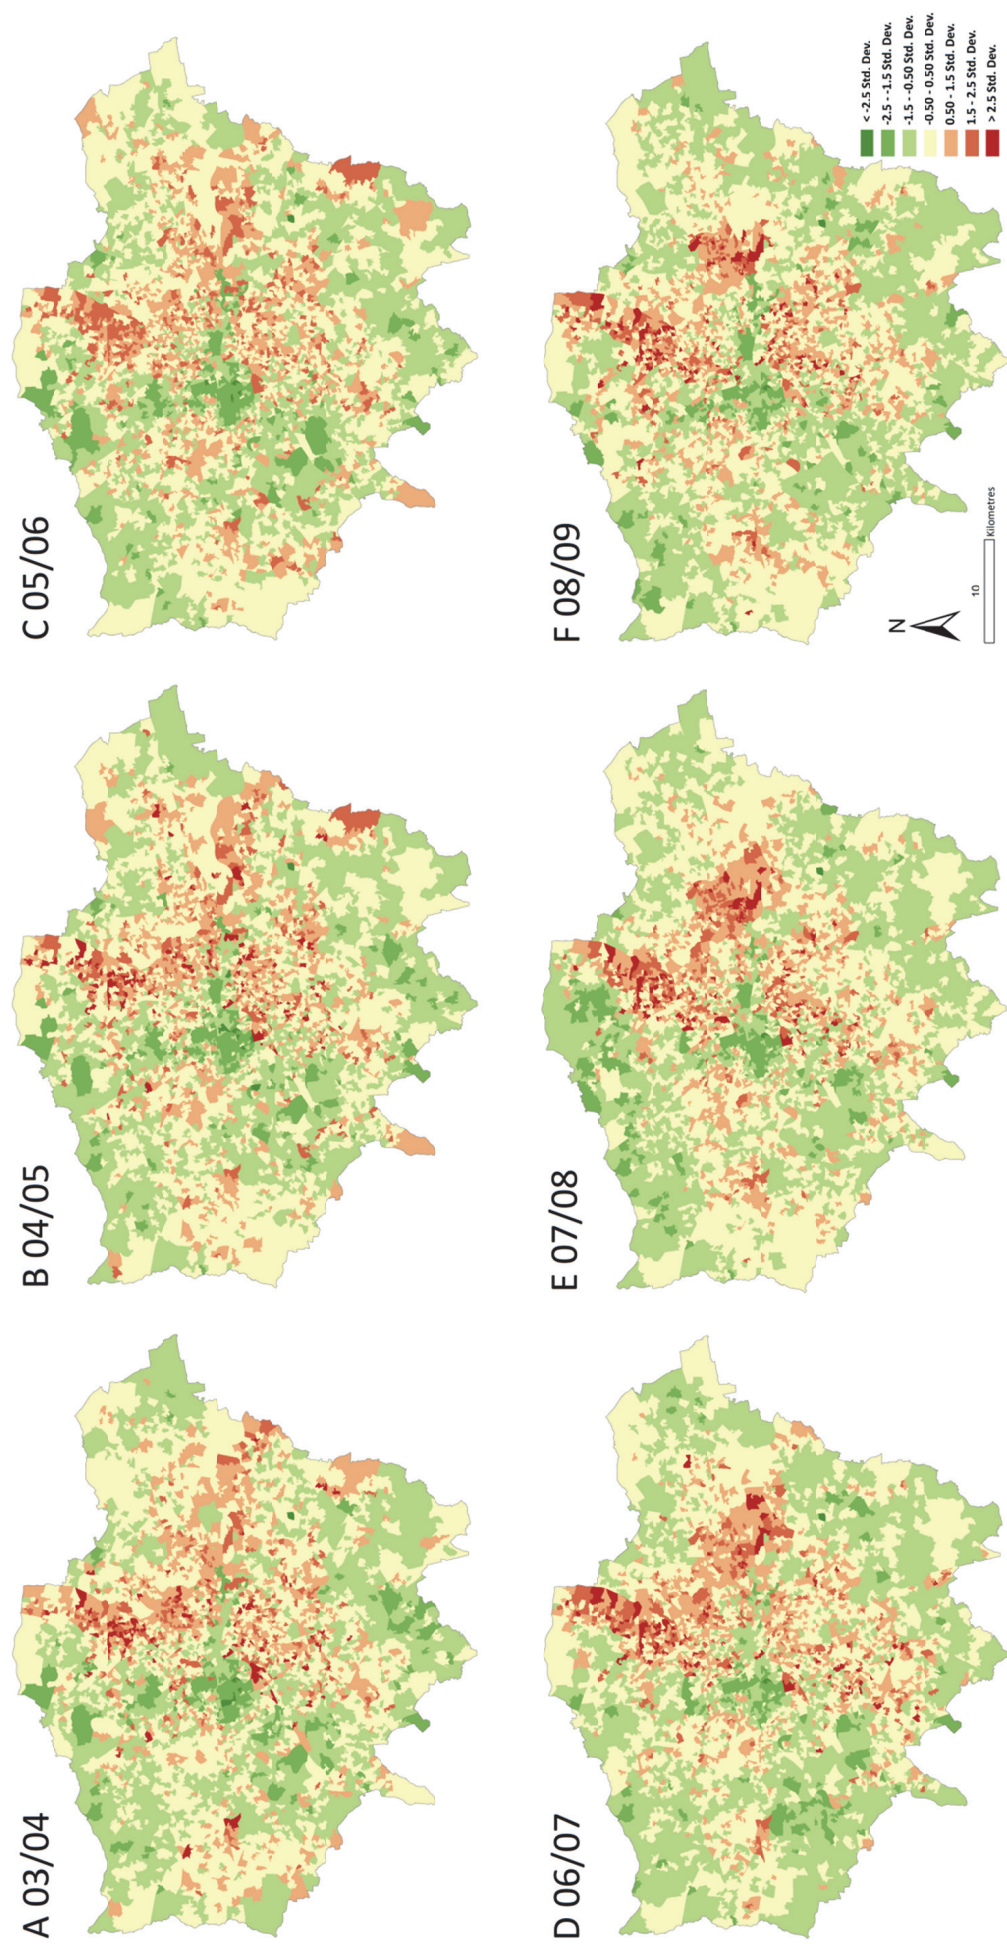 A 03/04
B 04/05
C 05/06
D 06/07
E 07/08
F 08/09
N
10
Kilometres
< -2.5 Std. Dev.
-2.5 - -1.5 Std. Dev.
-1.5 - -0.50 Std. Dev.
-0.50 - 0.50 Std. Dev.
0.50 - 1.5 Std. Dev.
1.5 - 2.5 Std. Dev.
> 2.5 Std. Dev.